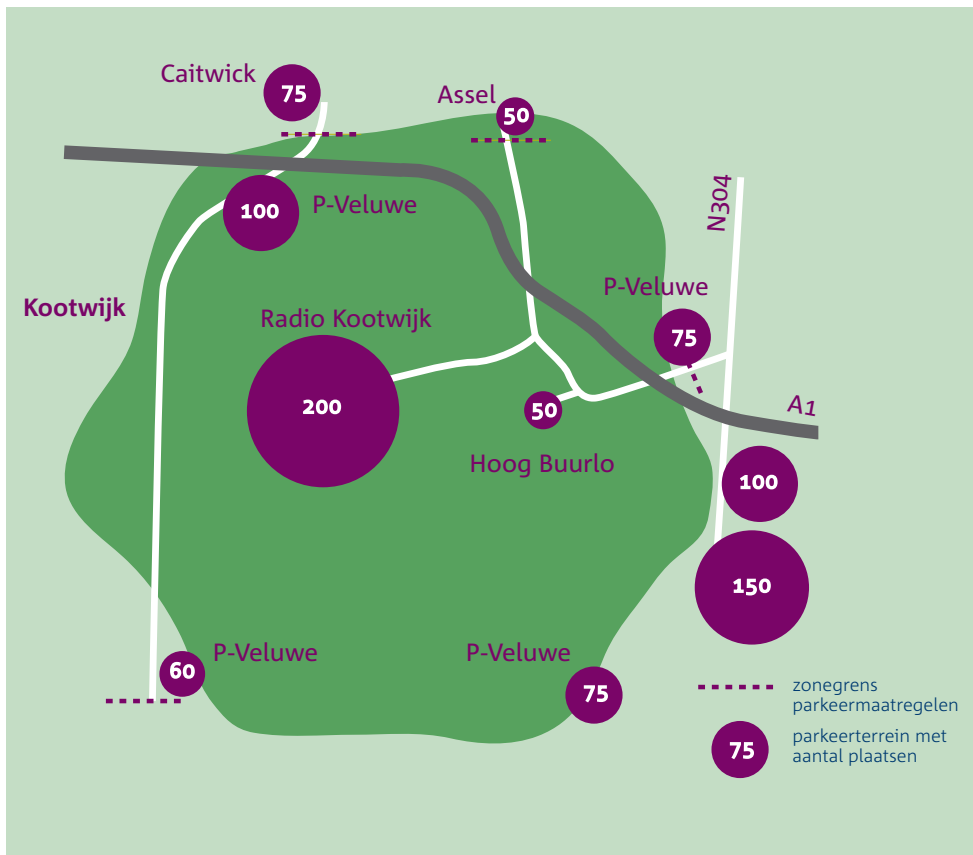 Caitwick
75
Assel
50
100
P-Veluwe
N304
Kootwijk
Radio Kootwijk
P-Veluwe
75
200
50
A1
Hoog Buurlo
100
150
60
P-Veluwe
P-Veluwe
75
zonegrens
parkeermaatregelen
75
parkeerterrein met
aantal plaatsen